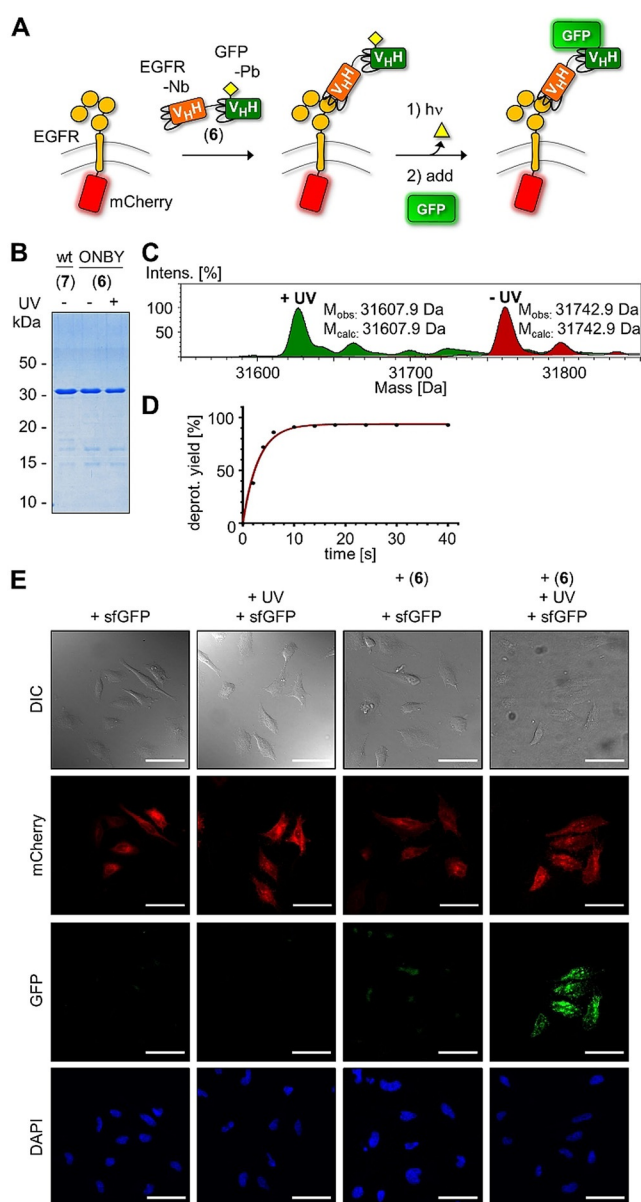 A
EGFR
-Nb
GFP
-Pb
VHH
VHH
(6)
EGFR
mCherry
VHH
VHH
1) hν
2) add
GFP
GFP
VHH
VHH
B
wt ONBY
(7) (6)
UV - - +
kDa
50 -
30 -
20 -
15 -
10 -
C
Intens. [%]
100
50
+ UV
Mobs: 31607.9 Da
Mcalc: 31607.9 Da
- UV
Mobs: 31742.9 Da
Mcalc: 31742.9 Da
31600 31700 31800
Mass [Da]
D
deprot. yield [%]
100
50
0
0 10 20 30 40
time [s]
E
+ sfGFP
+ UV
+ sfGFP
+ (6)
+ sfGFP
+ (6)
+ UV
+ sfGFP
DIC
mCherry
GFP
DAPI